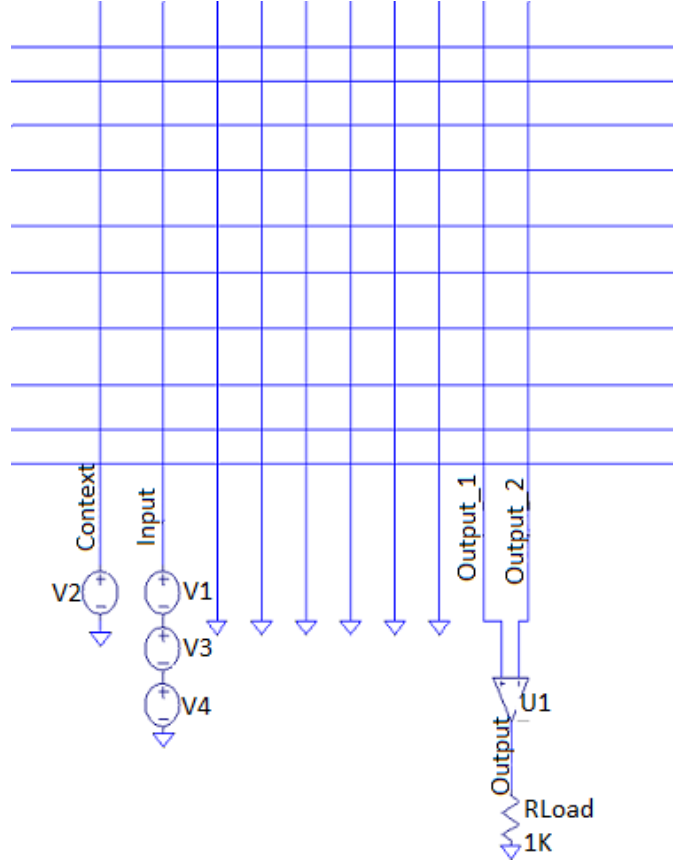 Context
Input
Output_1
Output_2
V2
V1
V3
V4
U1
Output
RLoad
1K